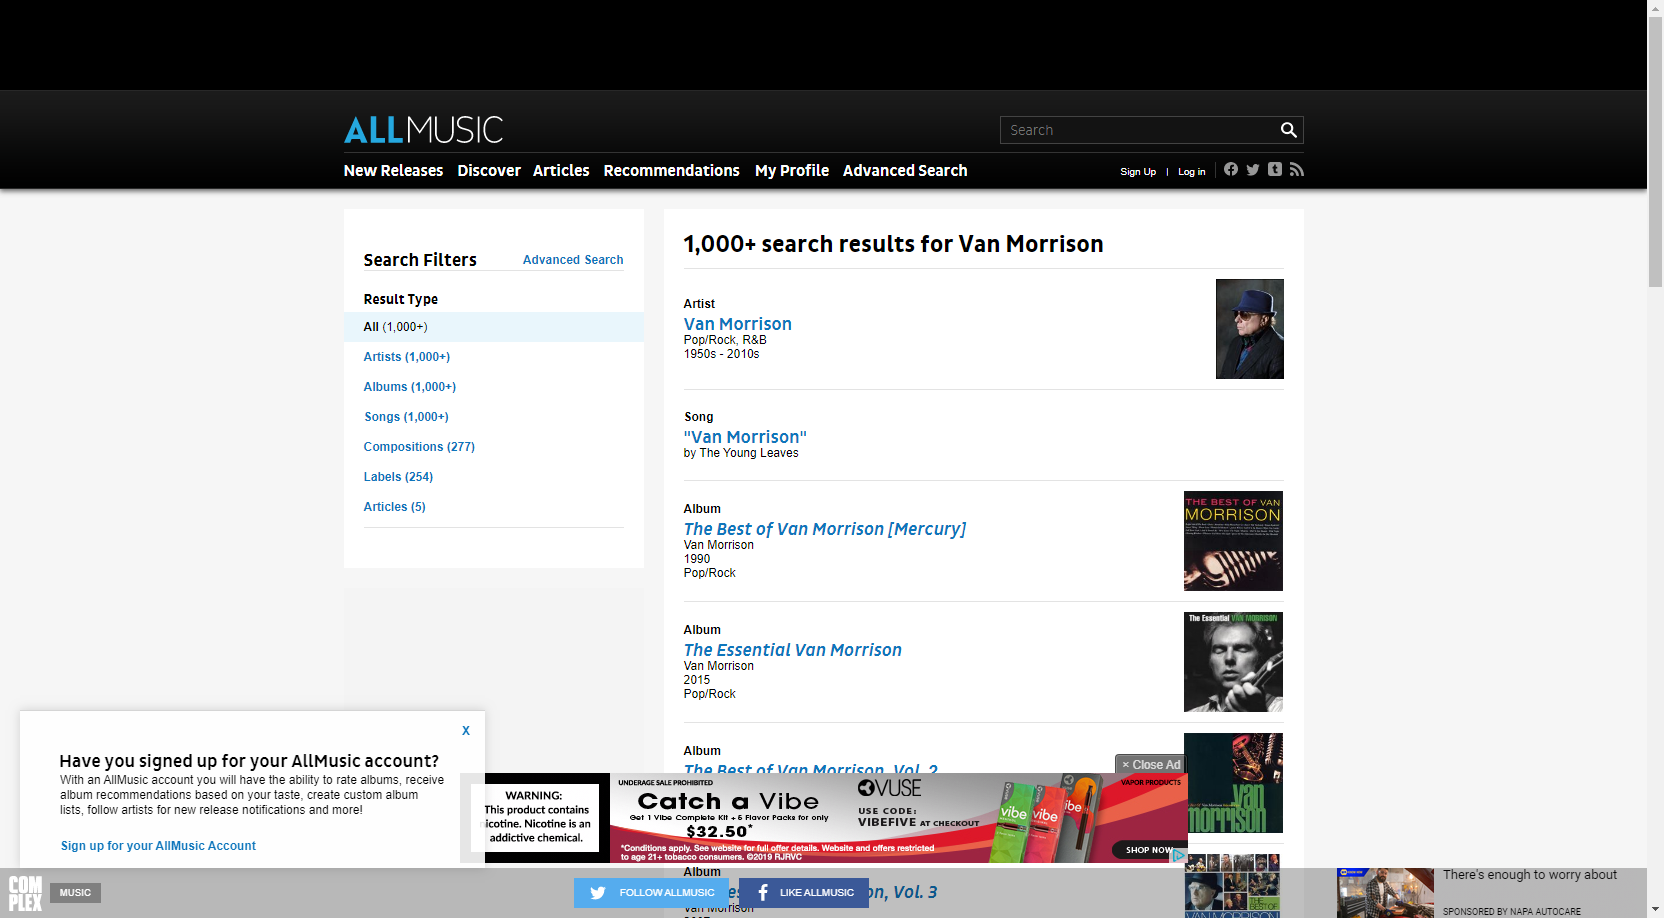 ALLMUSIC
Search
New Releases Discover Articles Recommendations My Profile Advanced Search
Sign Up | Log in
Search Filters
Advanced Search
Result Type
All (1,000+)
Artists (1,000+)
Albums (1,000+)
Songs (1,000+)
Compositions (277)
Labels (254)
Articles (5)
1,000+ search results for Van Morrison
Artist
Van Morrison
Pop/Rock, R&B
1950s - 2010s
Song
"Van Morrison"
by The Young Leaves
Album
The Best of Van Morrison [Mercury]
Van Morrison
1990
Pop/Rock
THE BEST OF VAN
MORRISON
Album
The Essential Van Morrison
Van Morrison
2015
Pop/Rock
The Essential VAN MORRISON
Album
The Best of Van Morrison, Vol. 2
van
morrison
X
Have you signed up for your AllMusic account?
With an AllMusic account you will have the ability to rate albums, receive
album recommendations based on your taste, create custom album
lists, follow artists for new release notifications and more!
Sign up for your AllMusic Account
× Close Ad
WARNING:
This product contains
nicotine. Nicotine is an
addictive chemical.
UNDERAGE SALE PROHIBITED
Catch a Vibe
Get 1 Vibe Complete Kit + 5 Flavor Packs for only
$32.50*
*Conditions apply. See website for full offer details. Website and offers restricted
to age 21+ tobacco consumers. ©2019 RJRVC
VUSE
USE CODE:
VIBEFIVE AT CHECKOUT
vibe
vibe
VAPOR PRODUCTS
SHOP NOW
Album
n, Vol. 3
Van Morrison
THE BEST OF
VAN MORRISON
COMPLEX
MUSIC
FOLLOW ALLMUSIC
LIKE ALLMUSIC
There's enough to worry about
SPONSORED BY NAPA AUTOCARE